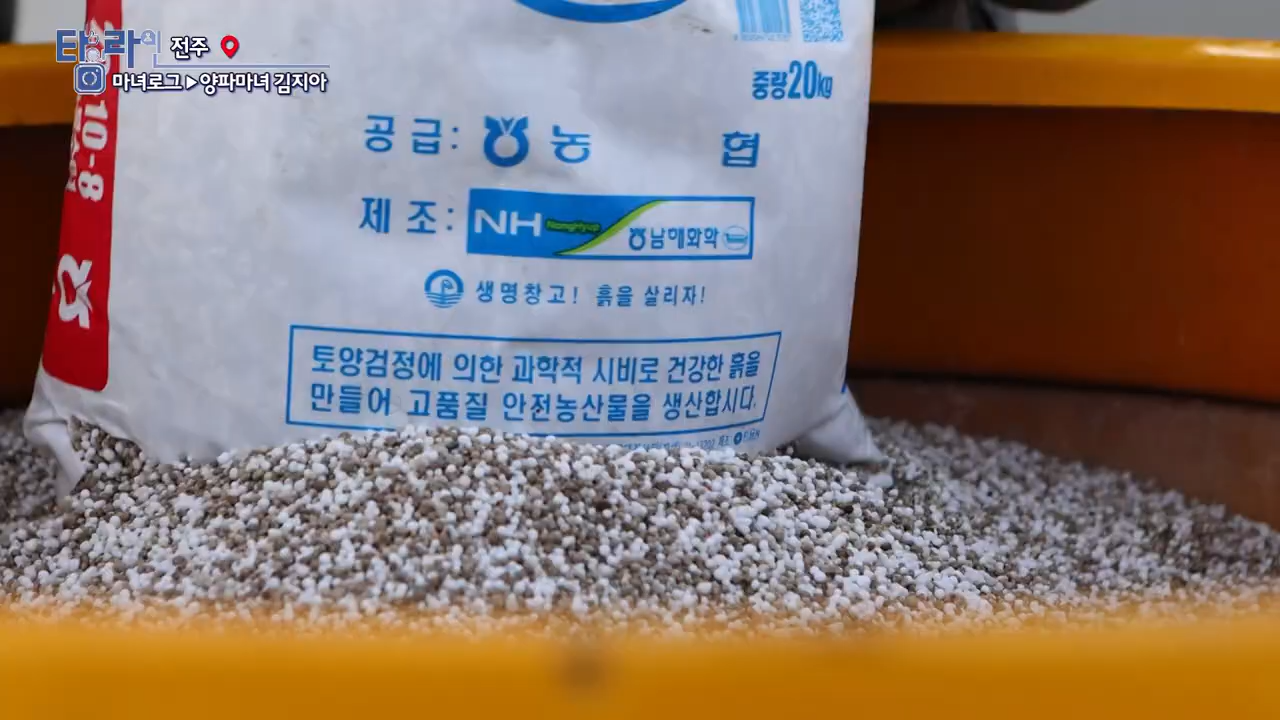 전주
마녀로그▶양파마녀 김지아
10-8
중량20kg
공급: 농협
제조: NH 남해화학
생명창고! 흙을 살리자!
토양검정에 의한 과학적 시비로 건강한 흙을
만들어 고품질 안전농산물을 생산합시다.